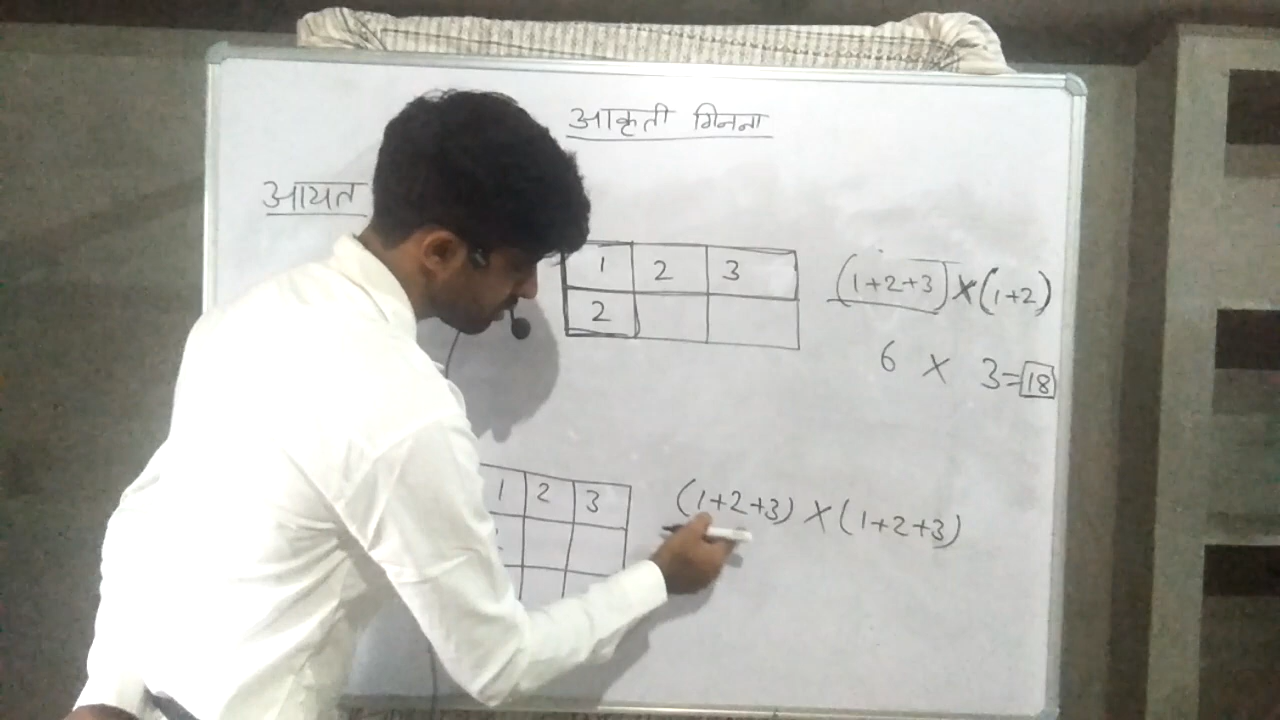 आकृती गिनना
आयत
1 2 3
2
(1+2+3)×(1+2)
6 × 3=18
1 2 3
(1+2+3)×(1+2+3)